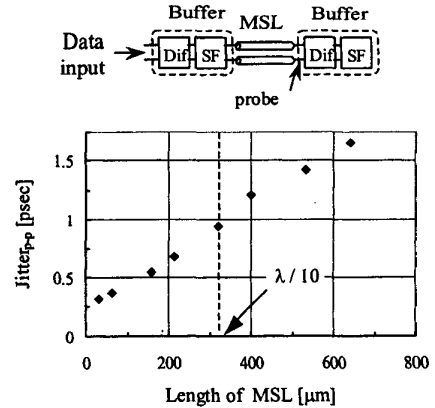 Buffer MSL Buffer
Data input
Dif SF Dif SF
probe
1.5
1
0.5
0
Jitterp-p [psec]
λ / 10
0 200 400 600 800
Length of MSL [μm]